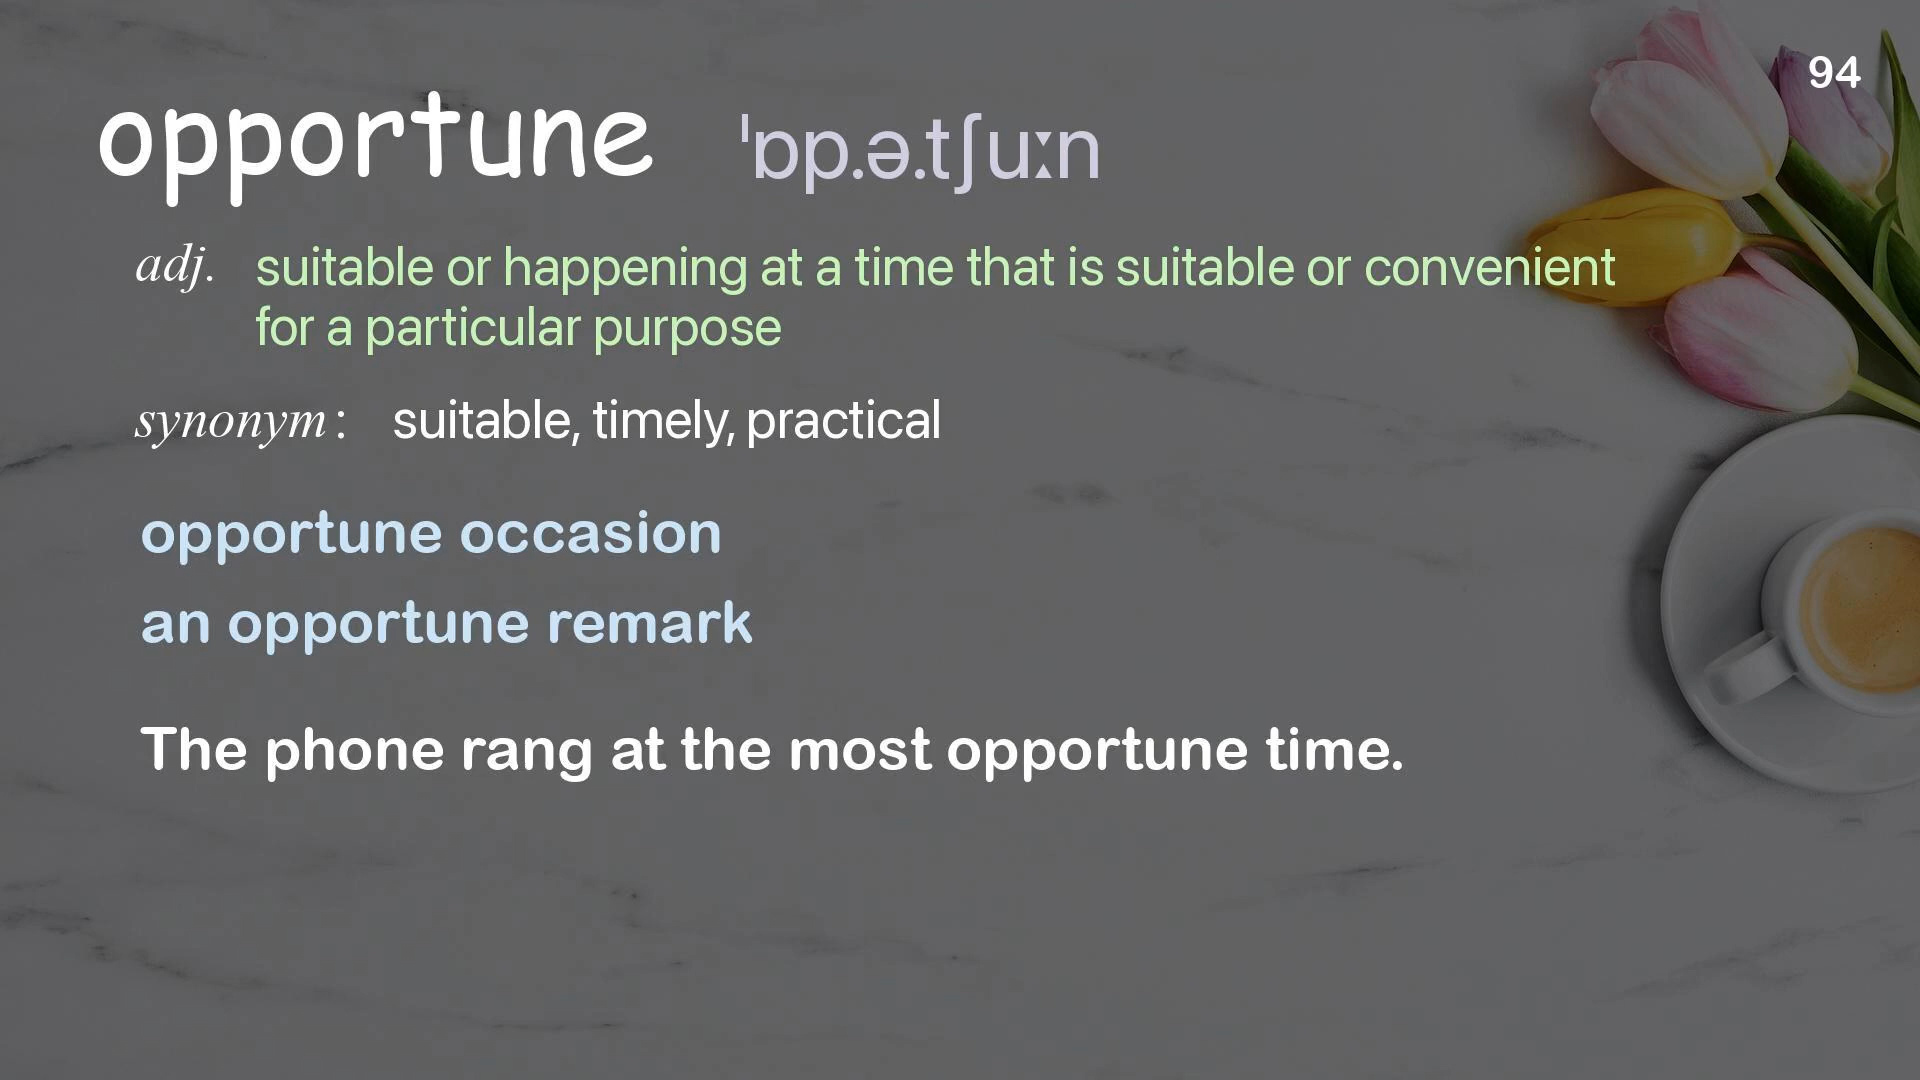 94
opportune ˈɒp.ə.tʃuːn
adj. suitable or happening at a time that is suitable or convenient
for a particular purpose
synonym: suitable, timely, practical
opportune occasion
an opportune remark
The phone rang at the most opportune time.